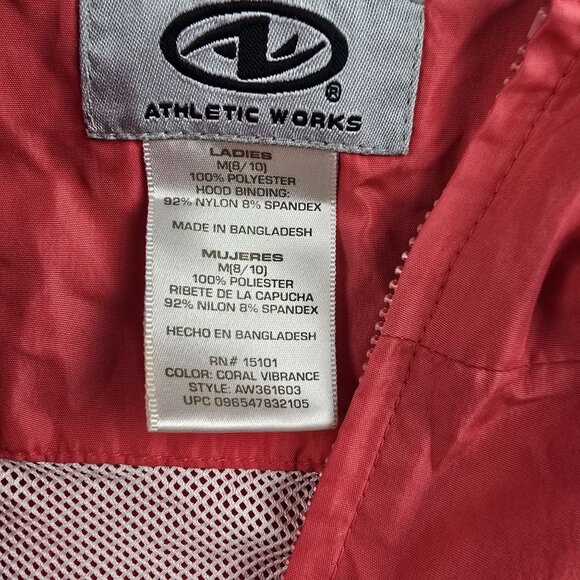 ATHLETIC WORKS
®
LADIES
M(8/10)
100% POLYESTER
HOOD BINDING:
92% NYLON 8% SPANDEX
MADE IN BANGLADESH
MUJERES
M(8/10)
100% POLIESTER
RIBETE DE LA CAPUCHA
92% NILON 8% SPANDEX
HECHO EN BANGLADESH
RN# 15101
COLOR: CORAL VIBRANCE
STYLE: AW361603
UPC 096547832105